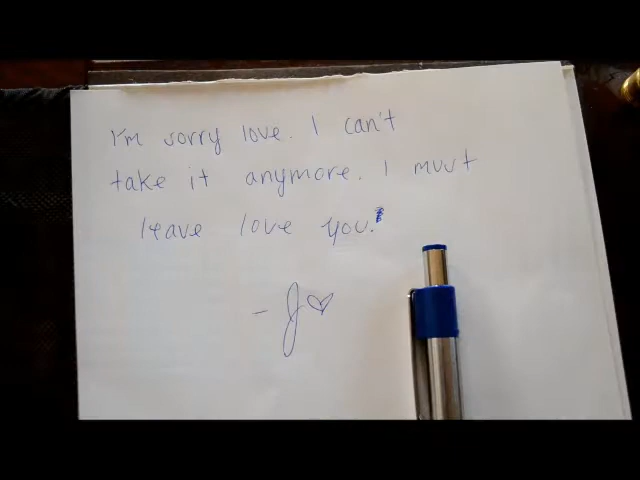 I'm sorry love. I can't
take it anymore. I must
leave love you.
- J♡